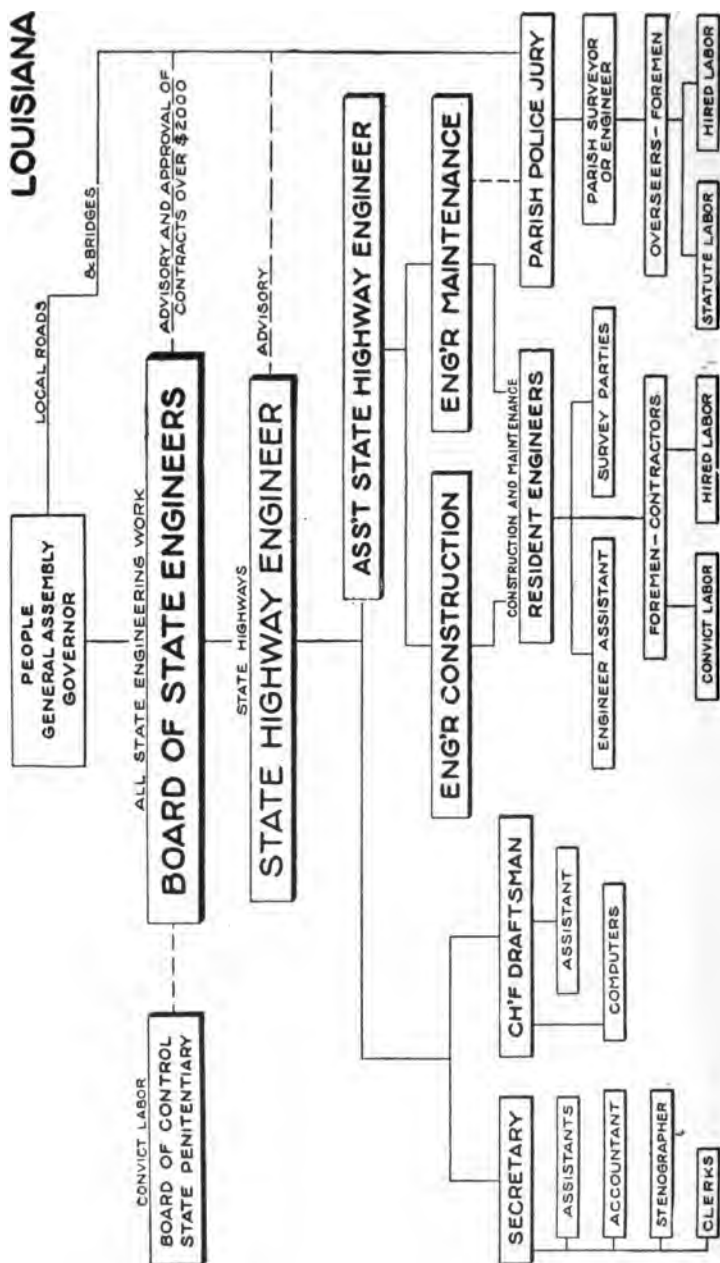 LOUISIANA
PEOPLE
GENERAL ASSEMBLY
GOVERNOR
LOCAL ROADS
& BRIDGES
CONVICT LABOR
BOARD OF CONTROL
STATE PENITENTIARY
ALL STATE ENGINEERING WORK
BOARD OF STATE ENGINEERS
ADVISORY AND APPROVAL OF
CONTRACTS OVER $2000
STATE HIGHWAYS
STATE HIGHWAY ENGINEER
ADVISORY
ASS'T STATE HIGHWAY ENGINEER
ENG'R CONSTRUCTION
ENG'R MAINTENANCE
SECRETARY
ASSISTANTS
ACCOUNTANT
STENOGRAPHER
CLERKS
CH'F DRAFTSMAN
ASSISTANT
COMPUTERS
CONSTRUCTION AND MAINTENANCE
RESIDENT ENGINEERS
ENGINEER ASSISTANT
SURVEY PARTIES
FOREMEN-CONTRACTORS
CONVICT LABOR
HIRED LABOR
PARISH POLICE JURY
PARISH SURVEYOR
OR ENGINEER
OVERSEERS-FOREMEN
STATUTE LABOR
HIRED LABOR